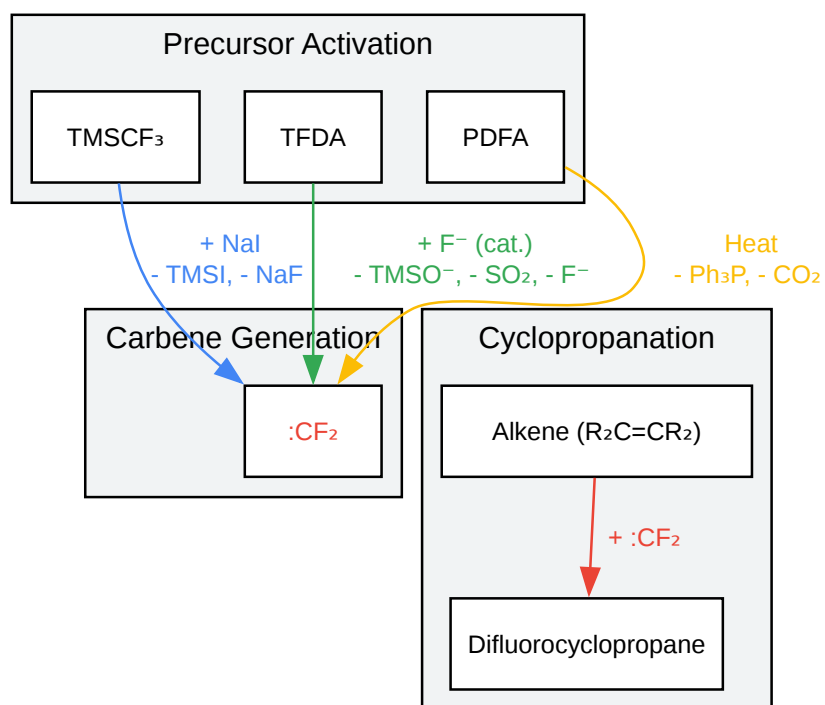 Precursor Activation
TMSCF₃
TFDA
PDFA
+ NaI
- TMSI, - NaF
+ F⁻ (cat.)
- TMSO⁻, - SO₂, - F⁻
Heat
- Ph₃P, - CO₂
Carbene Generation
:CF₂
Cyclopropanation
Alkene (R₂C=CR₂)
+ :CF₂
Difluorocyclopropane